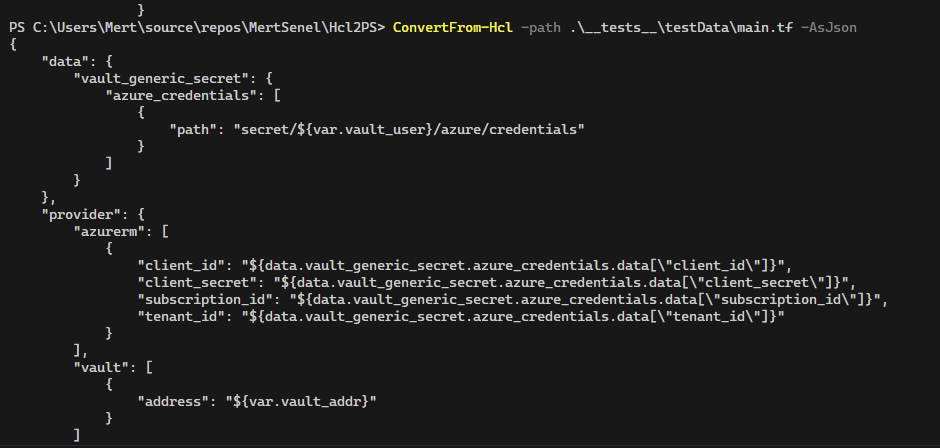 }
PS C:\Users\Mert\source\repos\MertSenel\Hcl2PS> ConvertFrom-Hcl -path .\__tests__\testData\main.tf -AsJson
{
    "data": {
        "vault_generic_secret": {
            "azure_credentials": [
                {
                    "path": "secret/${var.vault_user}/azure/credentials"
                }
            ]
        }
    },
    "provider": {
        "azurerm": [
            {
                "client_id": "${data.vault_generic_secret.azure_credentials.data[\"client_id\"]}",
                "client_secret": "${data.vault_generic_secret.azure_credentials.data[\"client_secret\"]}",
                "subscription_id": "${data.vault_generic_secret.azure_credentials.data[\"subscription_id\"]}",
                "tenant_id": "${data.vault_generic_secret.azure_credentials.data[\"tenant_id\"]}"
            }
        ],
        "vault": [
            {
                "address": "${var.vault_addr}"
            }
        ]